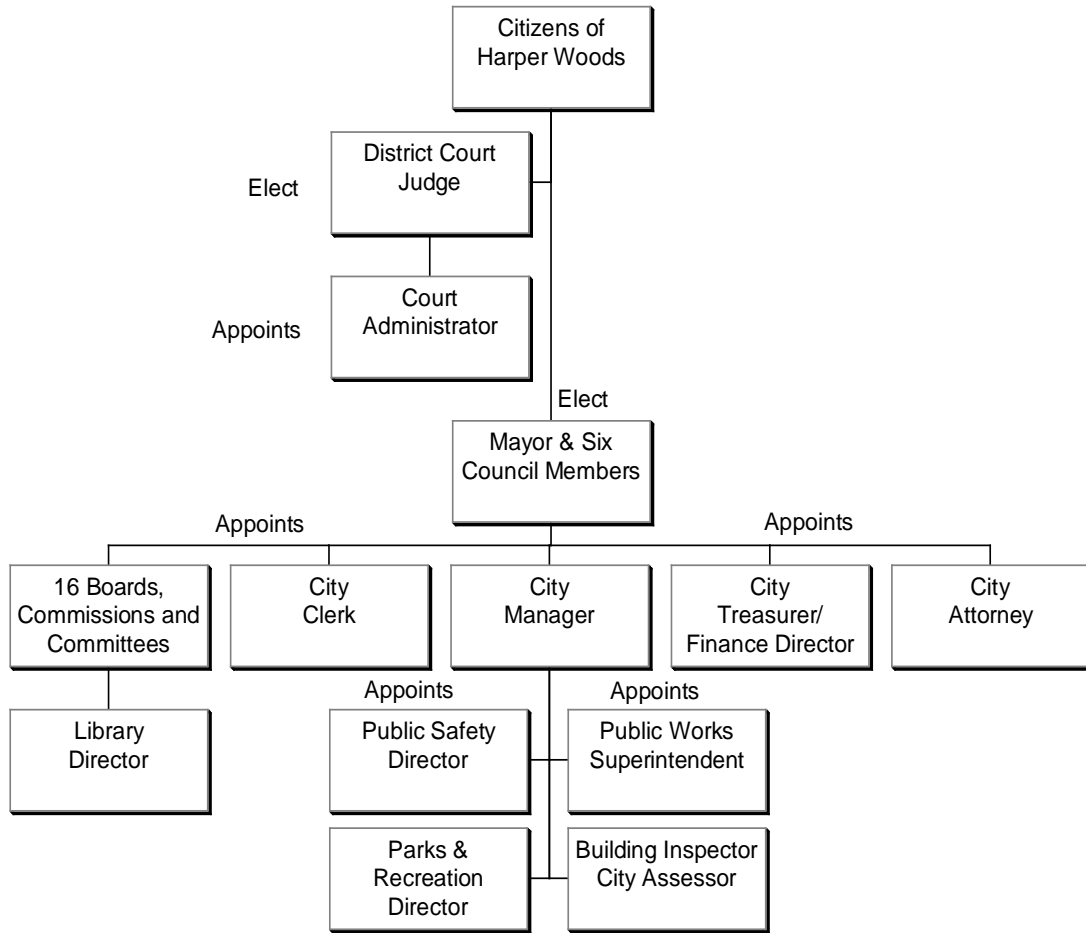 Citizens of
Harper Woods
District Court
Judge
Elect
Court
Administrator
Appoints
Elect
Mayor & Six
Council Members
Appoints
Appoints
16 Boards,
Commissions and
Committees
City
Clerk
City
Manager
City
Treasurer/
Finance Director
City
Attorney
Appoints
Appoints
Library
Director
Public Safety
Director
Public Works
Superintendent
Parks &
Recreation
Director
Building Inspector
City Assessor